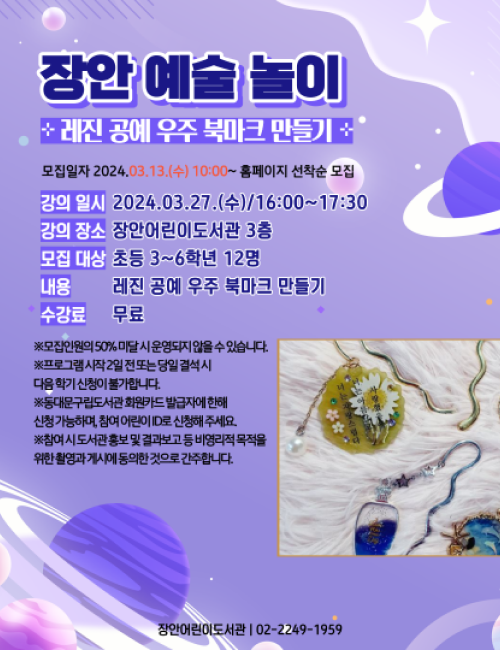 장안 예술 놀이
레진 공예 우주 북마크 만들기
모집일자 2024.03.13.(수) 10:00~ 홈페이지 선착순 모집
강의 일시 2024.03.27.(수)/16:00~17:30
강의 장소 장안어린이도서관 3층
모집 대상 초등 3~6학년 12명
내용 레진 공예 우주 북마크 만들기
수강료 무료
※모집인원의 50% 미달 시 운영되지 않을 수 있습니다.
※프로그램 시작 2일 전 또는 당일 결석 시
다음 학기 신청이 불가합니다.
※동대문구립도서관 회원카드 발급자에 한해
신청 가능하며, 참여 어린이 ID로 신청해 주세요.
※참여 시 도서관 홍보 및 결과보고 등 비영리적 목적을
위한 촬영과 게시에 동의한 것으로 간주합니다.
장안어린이도서관 | 02-2249-1959